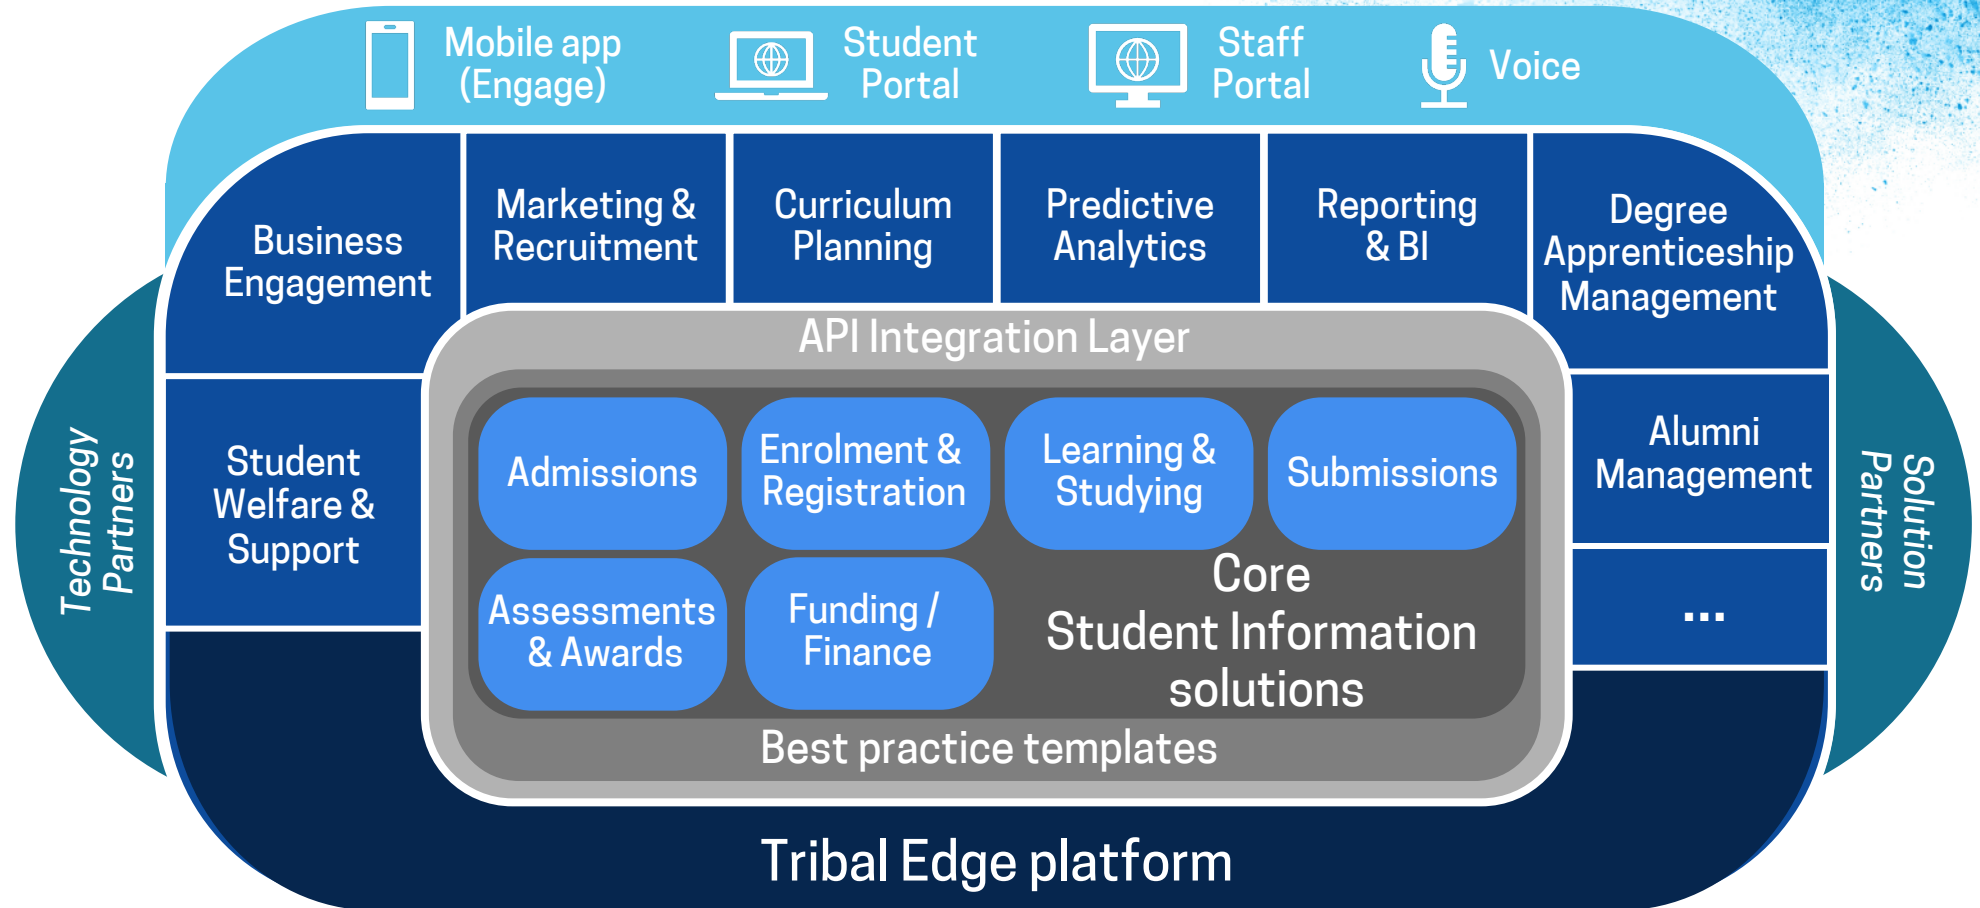 Mobile app
(Engage)
Student
Portal
Staff
Portal
Voice
Business
Engagement
Marketing &
Recruitment
Curriculum
Planning
Predictive
Analytics
Reporting
& BI
Degree
Apprenticeship
Management
API Integration Layer
Technology
Partners
Student
Welfare &
Support
Admissions
Enrolment &
Registration
Learning &
Studying
Submissions
Alumni
Management
Solution
Partners
Assessments
& Awards
Funding /
Finance
Core
Student Information
solutions
...
Best practice templates
Tribal Edge platform